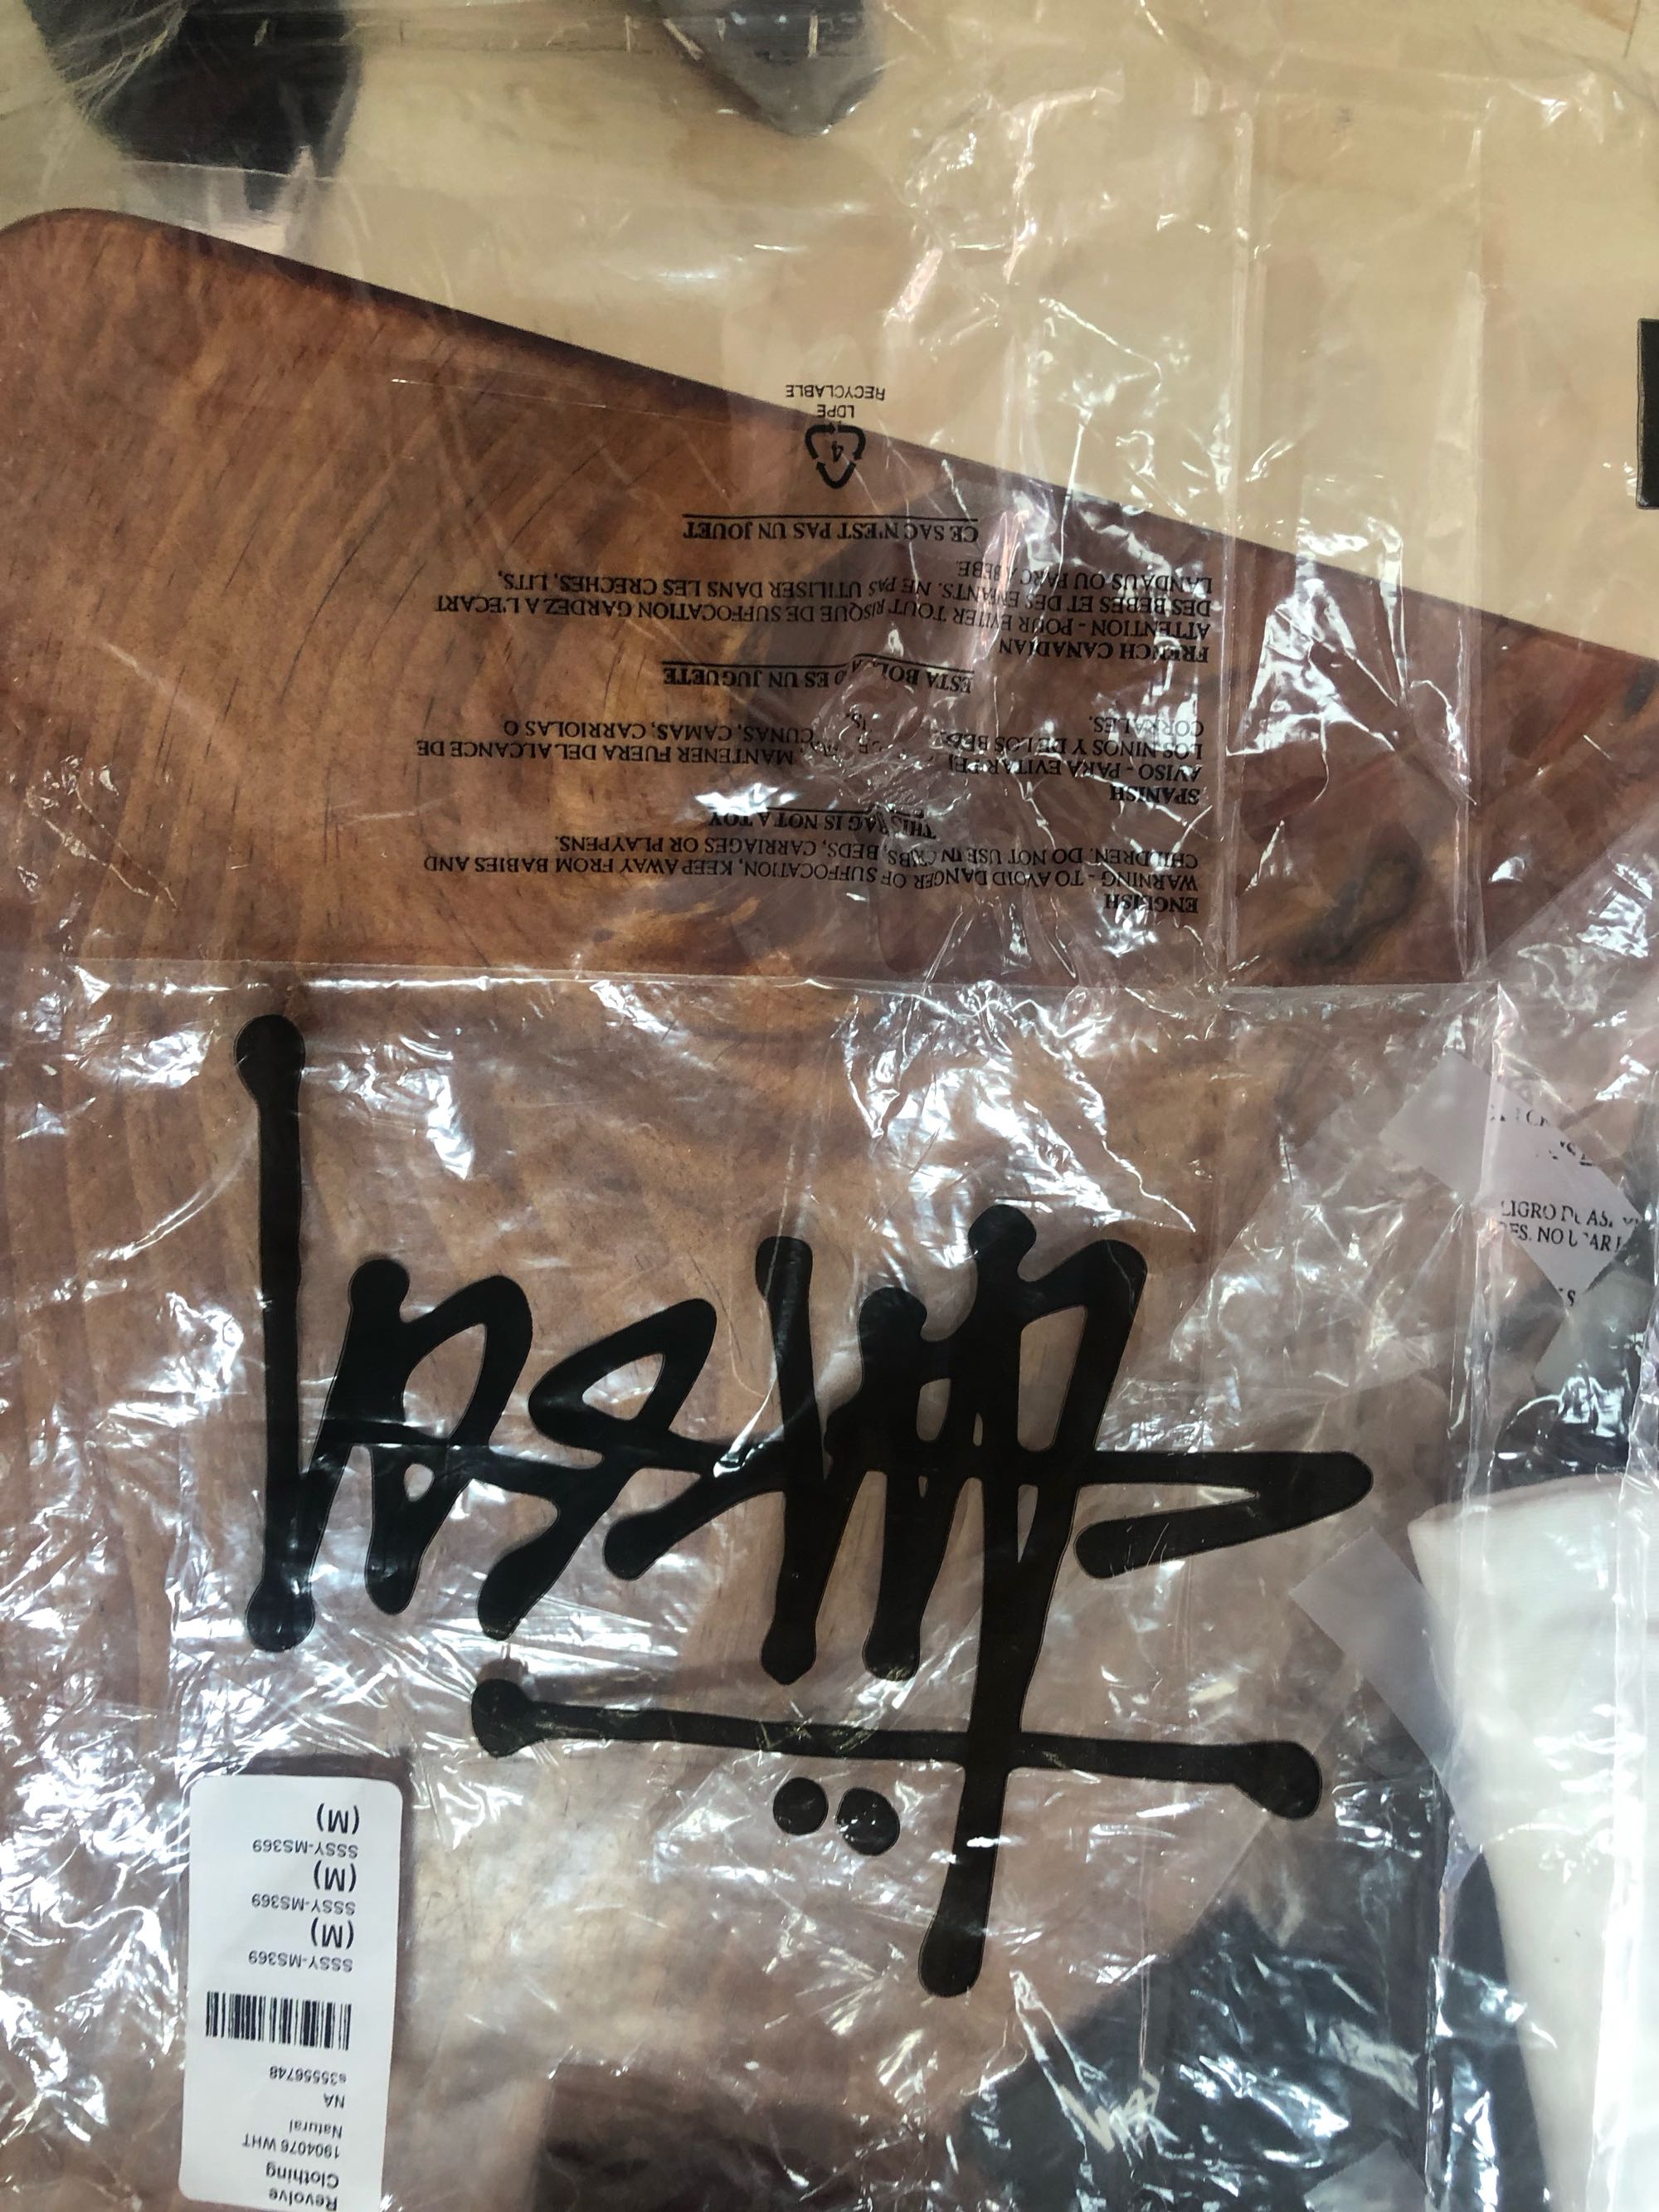 Revolve
Clothing
1904076 WHT
Natural
NA
s35556748
SSSY-MS369
(M)
SSSY-MS369
(M)
SSSY-MS369
(M)
Stüssy
ENGLISH
WARNING - TO AVOID DANGER OF SUFFOCATION, KEEP AWAY FROM BABIES AND
CHILDREN. DO NOT USE IN CRIBS, BEDS, CARRIAGES OR PLAYPENS.
THIS BAG IS NOT A TOY
SPANISH
AVISO - PARA EVITAR MANTENER FUERA DEL ALCANCE DE
LOS NINOS Y DE LOS CUNAS, CAMAS, CARRIOLAS O
CORRALES.
ESTA BOLSA NO ES UN JUGUETE
FRENCH CANADIAN
ATTENTION - POUR EVITER TOUT RISQUE DE SUFFOCATION GARDEZ A L'ECART
DES BEBES ET DES ENFANTS. NE PAS UTILISER DANS LES CRECHES, LITS,
LANDAUS OU PARC A BEBE.
CE SAC N'EST PAS UN JOUET
4
LDPE
RECYCLABLE